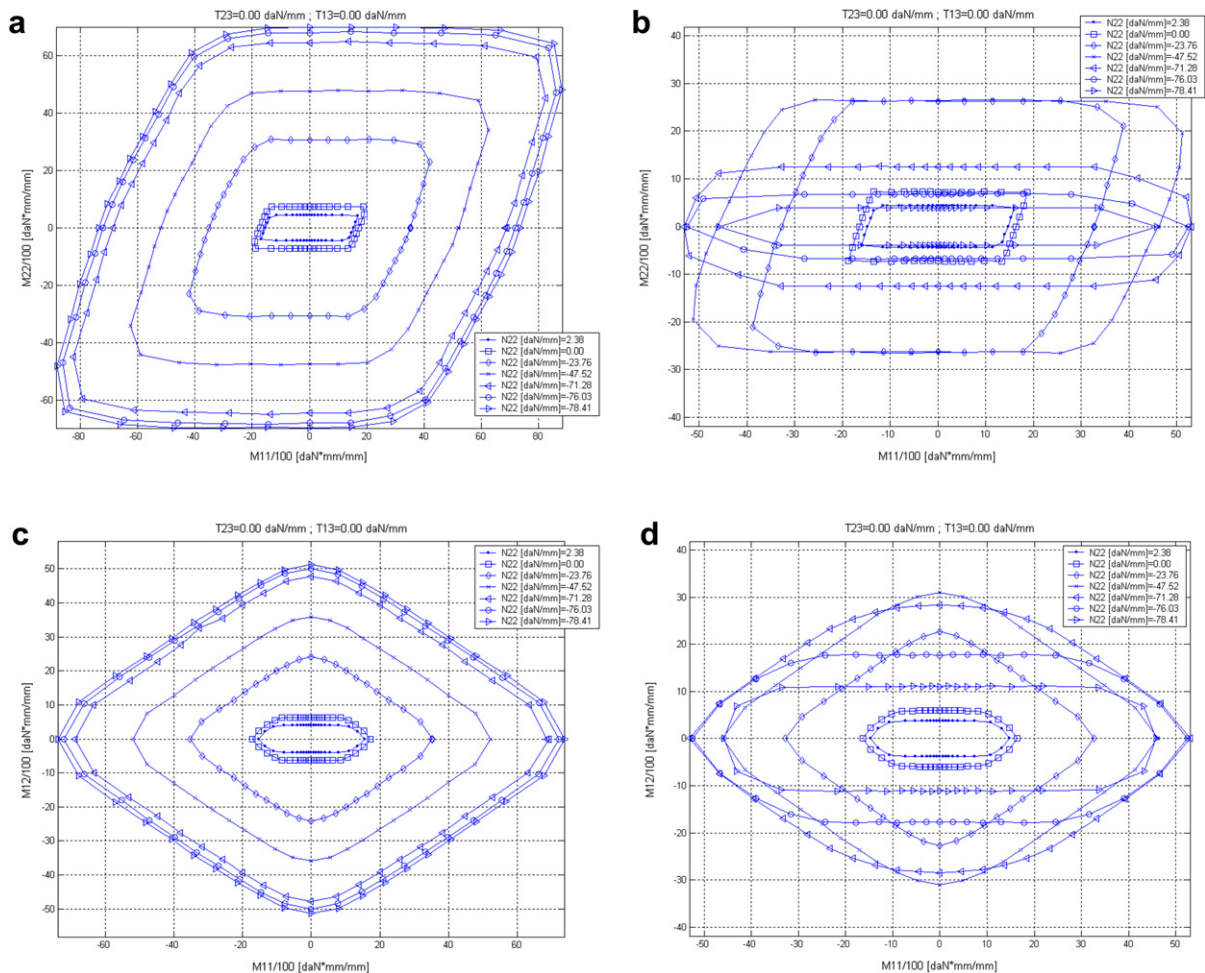 a
T23=0.00 daN/mm ; T13=0.00 daN/mm
60
40
20
0
-20
-40
-60
M22/100 [daN*mm/mm]
-80 -60 -40 -20 0 20 40 60 80
M11/100 [daN*mm/mm]
N22 [daN/mm]=2.38
N22 [daN/mm]=0.00
N22 [daN/mm]=-23.76
N22 [daN/mm]=-47.52
N22 [daN/mm]=-71.28
N22 [daN/mm]=-76.03
N22 [daN/mm]=-78.41
b
T23=0.00 daN/mm ; T13=0.00 daN/mm
N22 [daN/mm]=2.38
N22 [daN/mm]=0.00
N22 [daN/mm]=-23.76
N22 [daN/mm]=-47.52
N22 [daN/mm]=-71.28
N22 [daN/mm]=-76.03
N22 [daN/mm]=-78.41
40
30
20
10
0
-10
-20
-30
-40
M22/100 [daN*mm/mm]
-50 -40 -30 -20 -10 0 10 20 30 40 50
M11/100 [daN*mm/mm]
c
T23=0.00 daN/mm ; T13=0.00 daN/mm
N22 [daN/mm]=2.38
N22 [daN/mm]=0.00
N22 [daN/mm]=-23.76
N22 [daN/mm]=-47.52
N22 [daN/mm]=-71.28
N22 [daN/mm]=-76.03
N22 [daN/mm]=-78.41
50
40
30
20
10
0
-10
-20
-30
-40
-50
M12/100 [daN*mm/mm]
-60 -40 -20 0 20 40 60
M11/100 [daN*mm/mm]
d
T23=0.00 daN/mm ; T13=0.00 daN/mm
N22 [daN/mm]=2.38
N22 [daN/mm]=0.00
N22 [daN/mm]=-23.76
N22 [daN/mm]=-47.52
N22 [daN/mm]=-71.28
N22 [daN/mm]=-76.03
N22 [daN/mm]=-78.41
40
30
20
10
0
-10
-20
-30
-40
M12/100 [daN*mm/mm]
-50 -40 -30 -20 -10 0 10 20 30 40 50
M11/100 [daN*mm/mm]